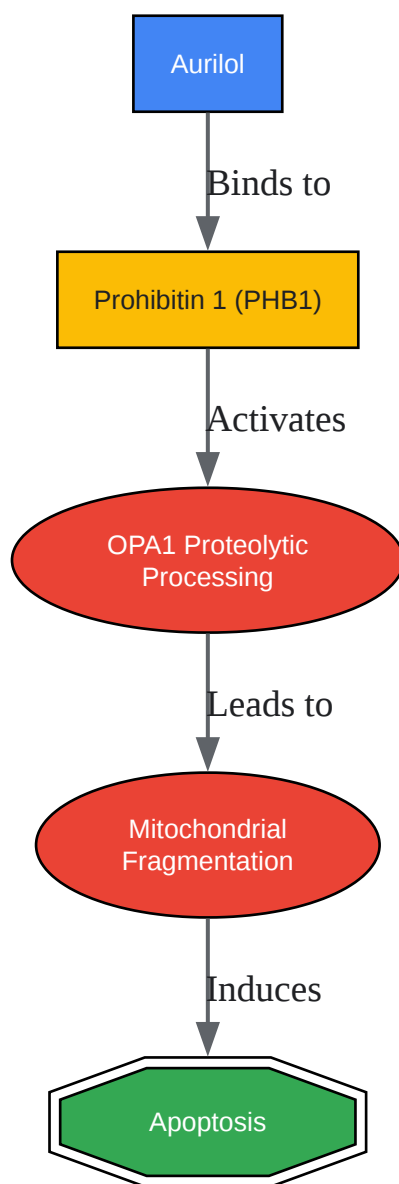 Aurilol
Binds to
Prohibitin 1 (PHB1)
Activates
OPA1 Proteolytic
Processing
Leads to
Mitochondrial
Fragmentation
Induces
Apoptosis